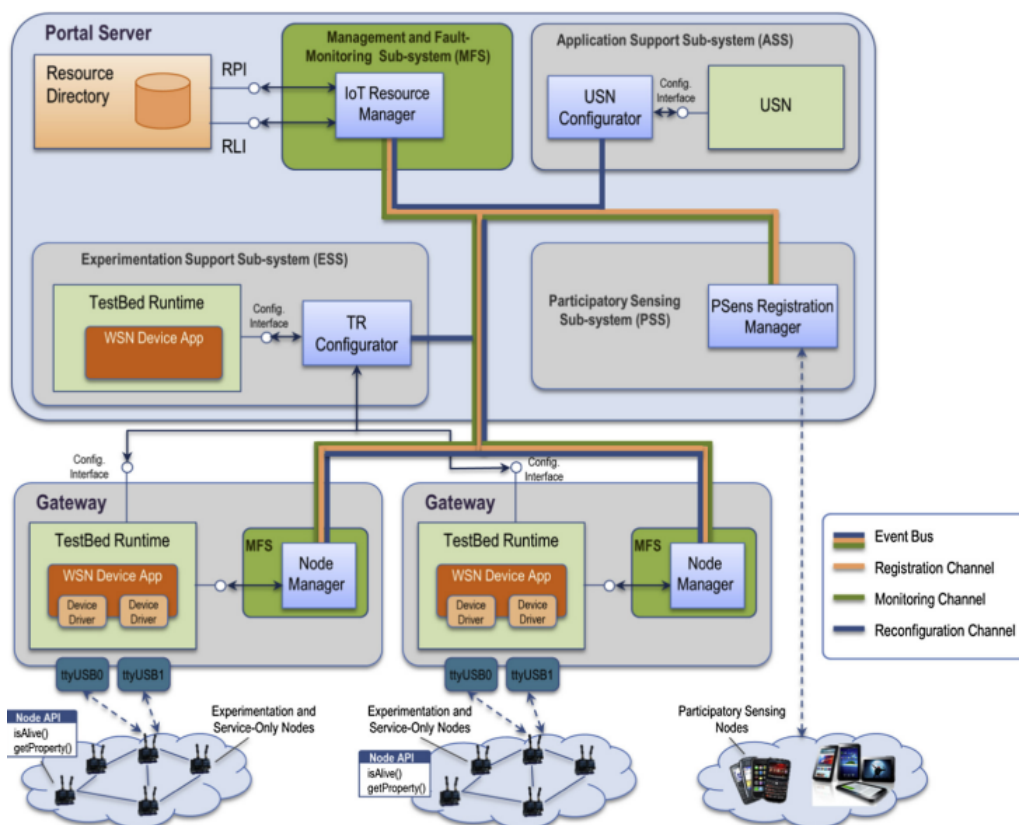 Portal Server
Resource
Directory
RPI
RLI
Management and Fault-
Monitoring Sub-system (MFS)
IoT Resource
Manager
Application Support Sub-system (ASS)
USN
Configurator
Config.
Interface
USN
Experimentation Support Sub-system (ESS)
TestBed Runtime
WSN Device App
Config.
Interface
TR
Configurator
Participatory Sensing
Sub-system (PSS)
PSens Registration
Manager
Config.
Interface
Gateway
TestBed Runtime
WSN Device App
Device
Driver
Device
Driver
MFS
Node
Manager
ttyUSB0
ttyUSB1
Config.
Interface
Gateway
TestBed Runtime
WSN Device App
Device
Driver
Device
Driver
MFS
Node
Manager
ttyUSB0
ttyUSB1
Event Bus
Registration Channel
Monitoring Channel
Reconfiguration Channel
Node API
isAlive()
getProperty()
Experimentation and
Service-Only Nodes
Experimentation and
Service-Only Nodes
Node API
isAlive()
getProperty()
Participatory Sensing
Nodes